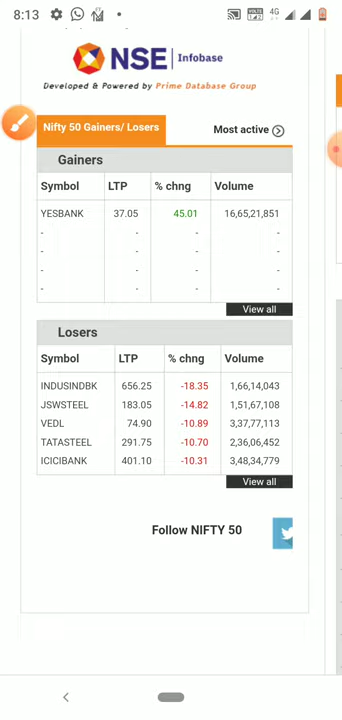 8:13
4G
NSE Infobase
Developed & Powered by Prime Database Group
Nifty 50 Gainers/ Losers
Most active
Gainers
Symbol LTP % chng Volume
YESBANK 37.05 45.01 16,65,21,851
- - - -
- - - -
- - - -
- - - -
View all
Losers
Symbol LTP % chng Volume
INDUSINDBK 656.25 -18.35 1,66,14,043
JSWSTEEL 183.05 -14.82 1,51,67,108
VEDL 74.90 -10.89 3,37,77,113
TATASTEEL 291.75 -10.70 2,36,06,452
ICICIBANK 401.10 -10.31 3,48,34,779
View all
Follow NIFTY 50